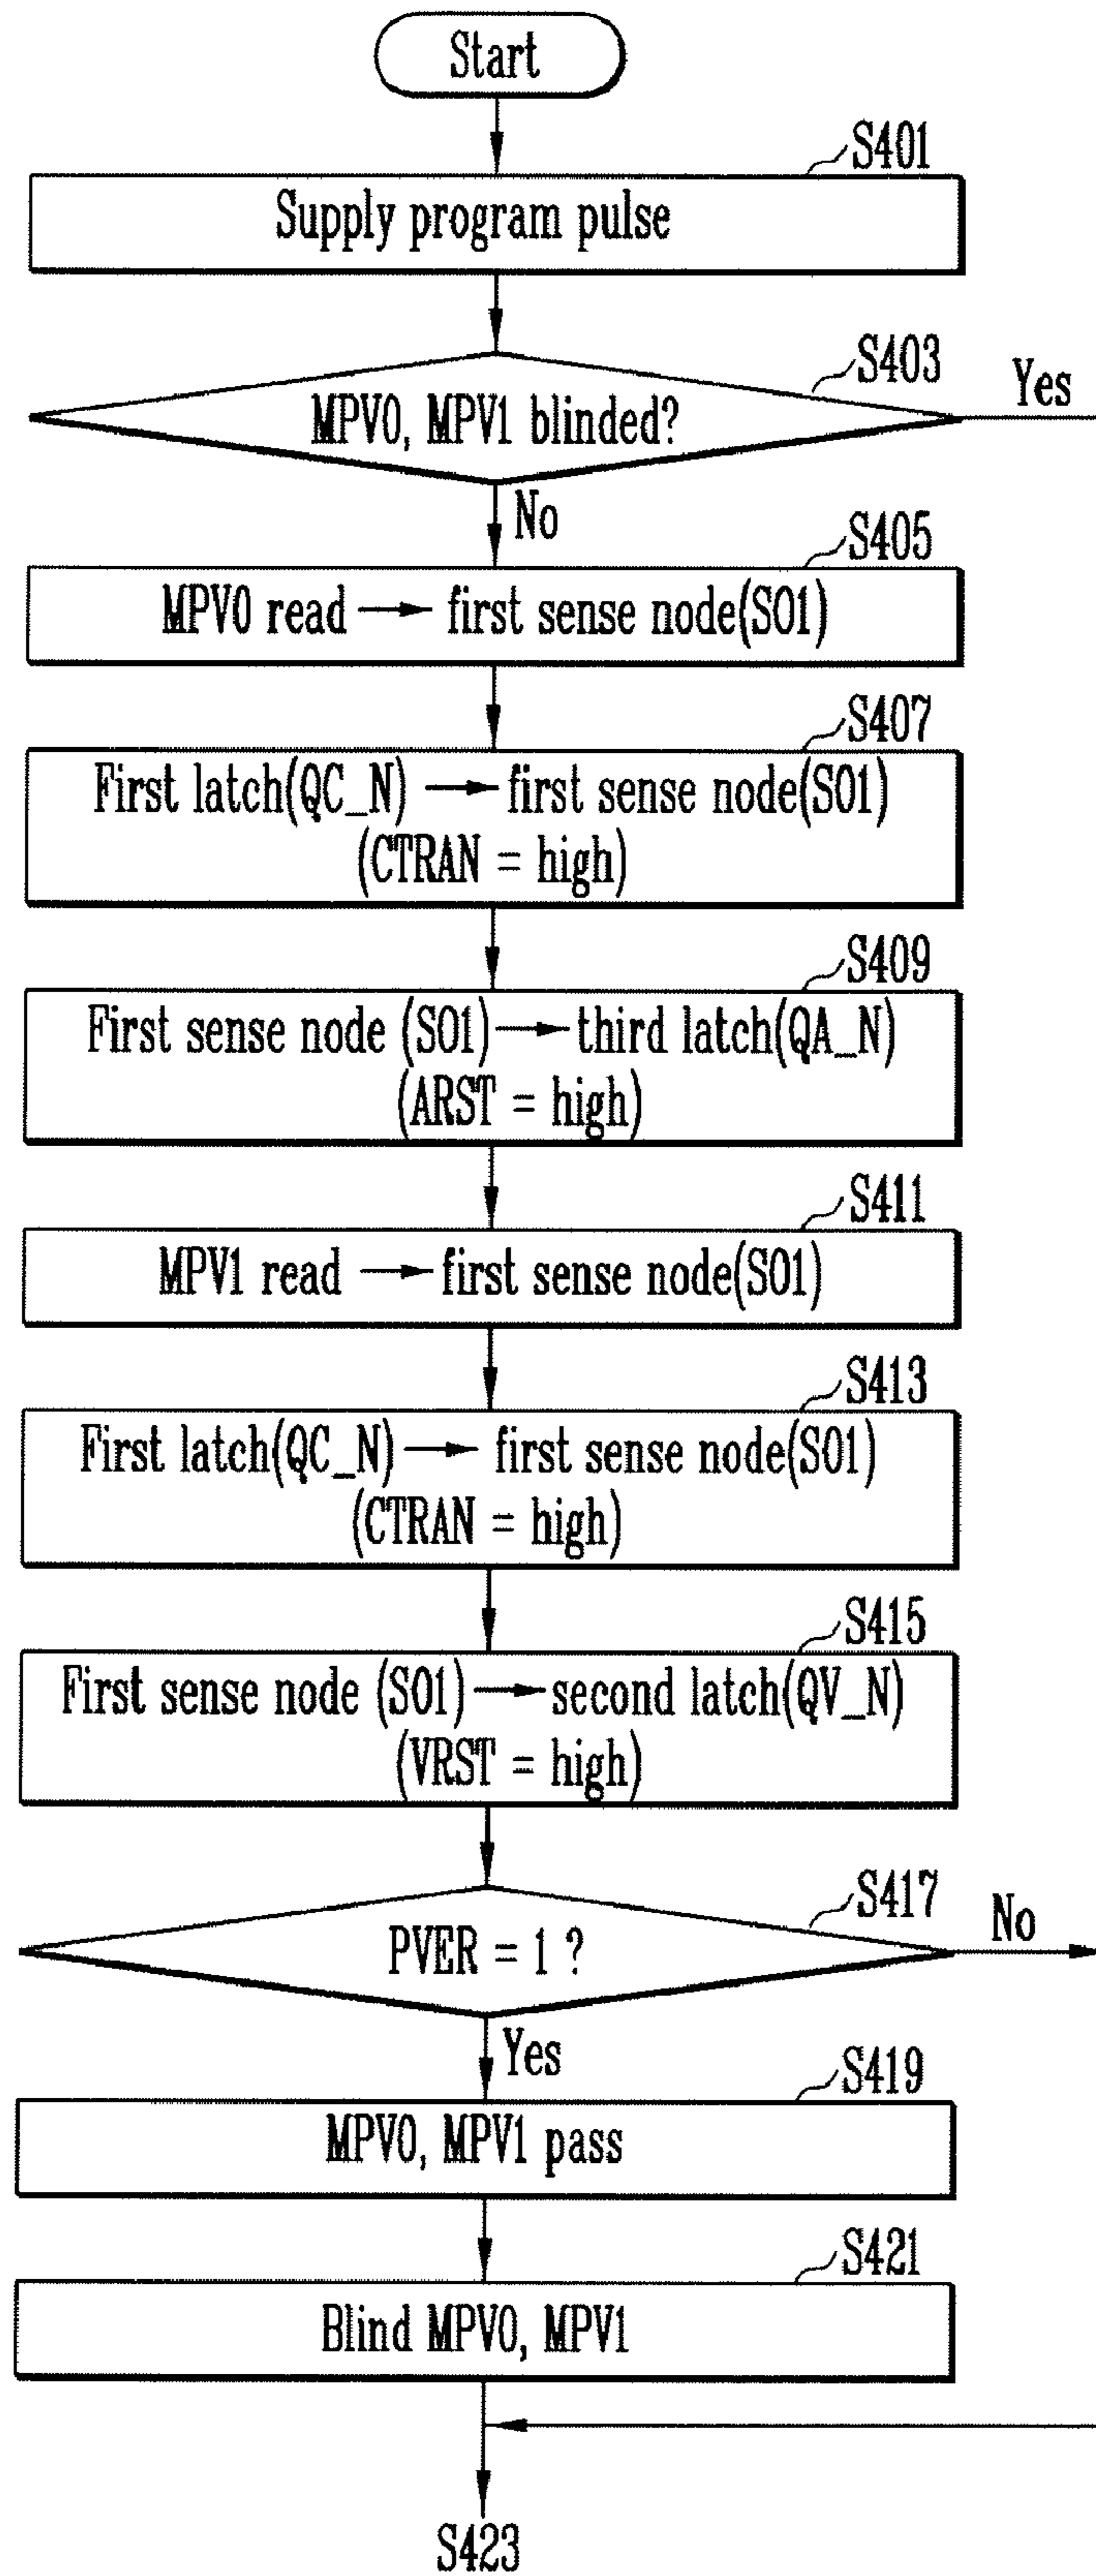 Start
S401
Supply program pulse
S403
MPV0, MPV1 blinded?
Yes
No
S405
MPV0 read → first sense node(SO1)
S407
First latch(QC_N) → first sense node(SO1)
(CTRAN = high)
S409
First sense node (SO1) → third latch(QA_N)
(ARST = high)
S411
MPV1 read → first sense node(SO1)
S413
First latch(QC_N) → first sense node(SO1)
(CTRAN = high)
S415
First sense node (SO1) → second latch(QV_N)
(VRST = high)
S417
PVER = 1 ?
No
Yes
S419
MPV0, MPV1 pass
S421
Blind MPV0, MPV1
S423